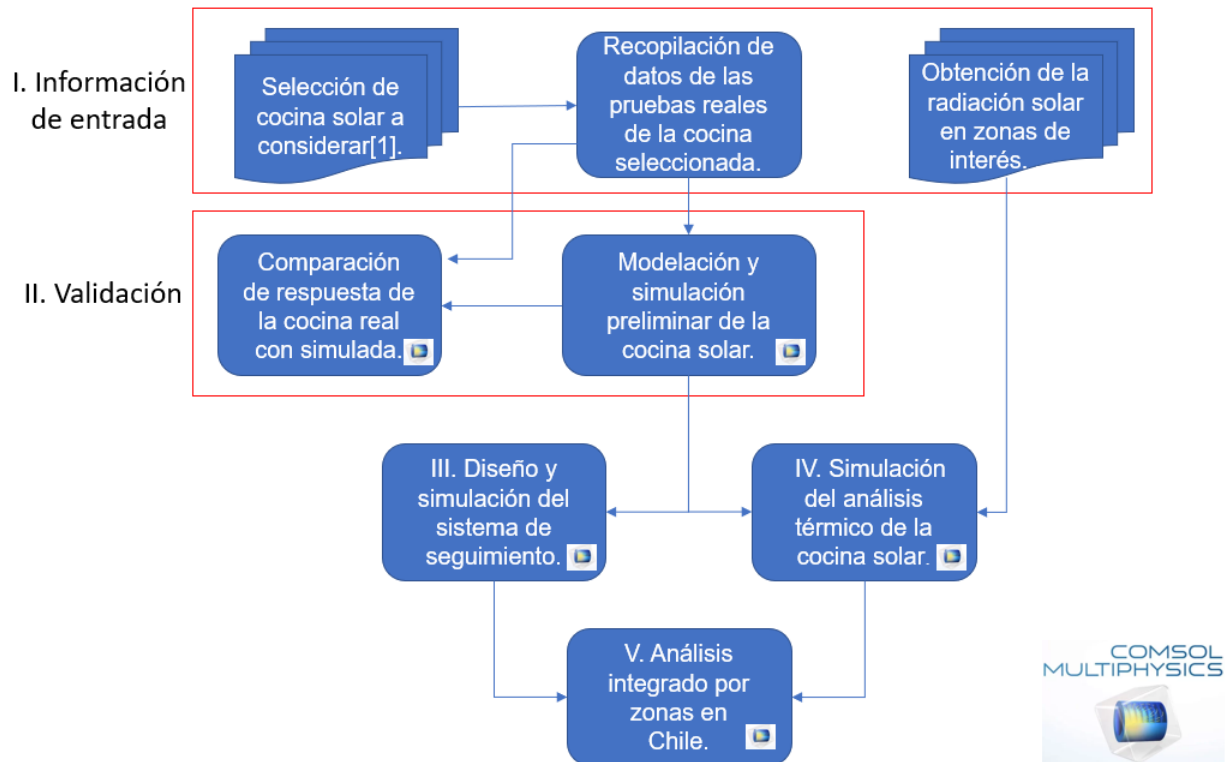 I. Información
de entrada
Selección de
cocina solar a
considerar[1].
Recopilación de
datos de las
pruebas reales
de la cocina
seleccionada.
Obtención de la
radiación solar
en zonas de
interés.
II. Validación
Comparación
de respuesta de
la cocina real
con simulada.
Modelación y
simulación
preliminar de la
cocina solar.
III. Diseño y
simulación del
sistema de
seguimiento.
IV. Simulación
del análisis
térmico de la
cocina solar.
V. Análisis
integrado por
zonas en
Chile.
COMSOL
MULTIPHYSICS